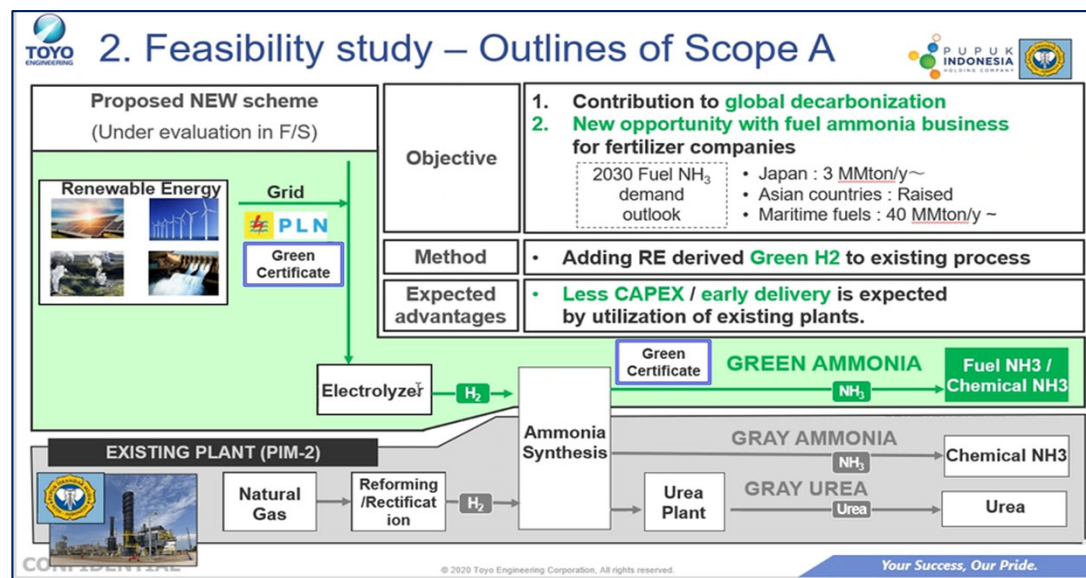 TOYO
ENGINEERING
2. Feasibility study – Outlines of Scope A
PUPUK
INDONESIA
HOLDING COMPANY
Proposed NEW scheme
(Under evaluation in F/S)
Renewable Energy
Grid
PLN
Green
Certificate
Objective
1. Contribution to global decarbonization
2. New opportunity with fuel ammonia business
for fertilizer companies
2030 Fuel NH3
demand
outlook
• Japan : 3 MMton/y~
• Asian countries : Raised
• Maritime fuels : 40 MMton/y ~
Method
• Adding RE derived Green H2 to existing process
Expected
advantages
• Less CAPEX / early delivery is expected
by utilization of existing plants.
Electrolyzer
H2
Green
Certificate
GREEN AMMONIA
NH3
Fuel NH3 /
Chemical NH3
EXISTING PLANT (PIM-2)
Natural
Gas
Reforming
/Rectificat
ion
H2
Ammonia
Synthesis
GRAY AMMONIA
NH3
Chemical NH3
Urea
Plant
GRAY UREA
Urea
Urea
CONFIDENTIAL
© 2020 Toyo Engineering Corporation, All rights reserved.
Your Success, Our Pride.